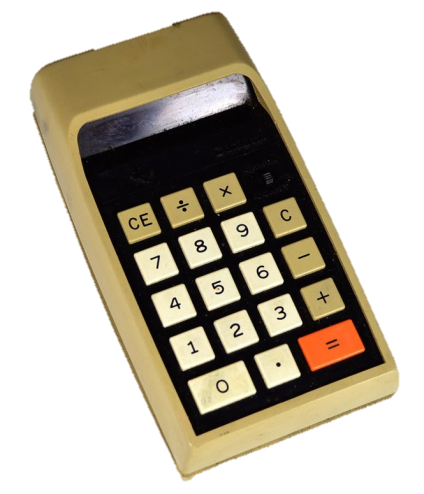 CE ÷ ×
7 8 9 C
4 5 6 −
1 2 3 +
0 . =